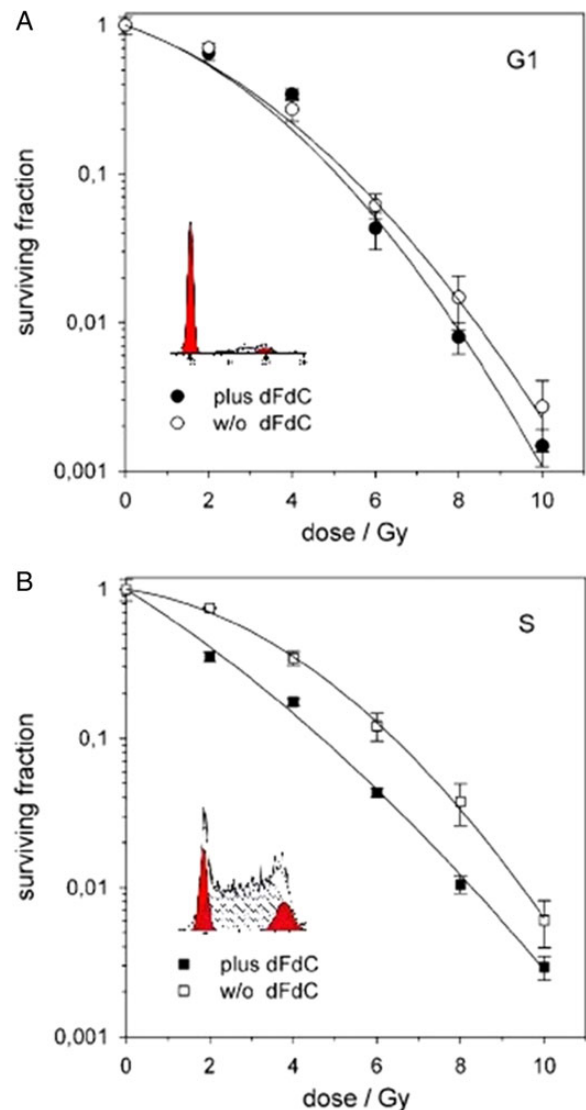 A
G1
1
0,1
0,01
0,001
surviving fraction
plus dFdC
w/o dFdC
0 2 4 6 8 10
dose / Gy
B
S
1
0,1
0,01
0,001
surviving fraction
plus dFdC
w/o dFdC
0 2 4 6 8 10
dose / Gy